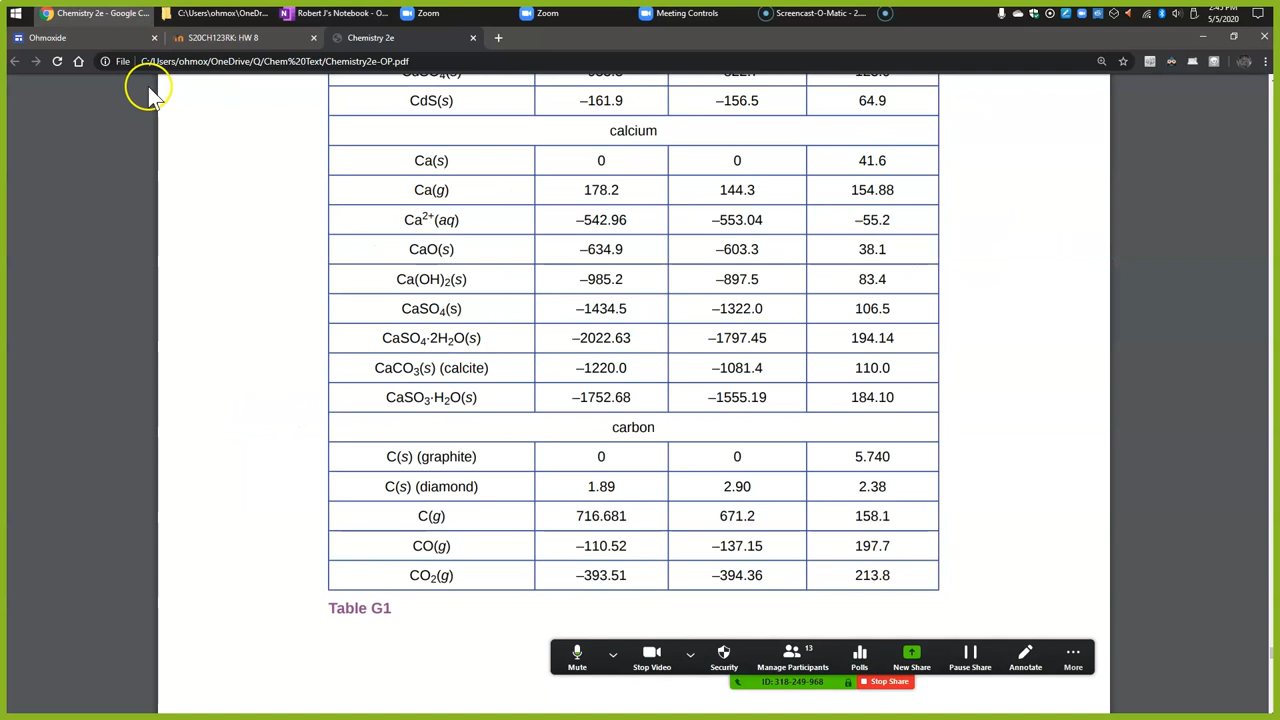 Chemistry 2e - Google C...
C:\Users\ohmox\OneDr...
Robert J's Notebook - O...
Zoom
Zoom
Meeting Controls
Screencast-O-Matic - 2....
5/5/2020
Ohmoxide
S20CH123RK: HW 8
Chemistry 2e
File
C:/Users/ohmox/OneDrive/Q/Chem%20Text/Chemistry2e-OP.pdf
CdS(s) –161.9 –156.5 64.9
calcium
Ca(s) 0 0 41.6
Ca(g) 178.2 144.3 154.88
Ca²⁺(aq) –542.96 –553.04 –55.2
CaO(s) –634.9 –603.3 38.1
Ca(OH)₂(s) –985.2 –897.5 83.4
CaSO₄(s) –1434.5 –1322.0 106.5
CaSO₄·2H₂O(s) –2022.63 –1797.45 194.14
CaCO₃(s) (calcite) –1220.0 –1081.4 110.0
CaSO₃·H₂O(s) –1752.68 –1555.19 184.10
carbon
C(s) (graphite) 0 0 5.740
C(s) (diamond) 1.89 2.90 2.38
C(g) 716.681 671.2 158.1
CO(g) –110.52 –137.15 197.7
CO₂(g) –393.51 –394.36 213.8
Table G1
13
Mute
Stop Video
Security
Manage Participants
Polls
New Share
Pause Share
Annotate
More
ID: 318-249-968
Stop Share